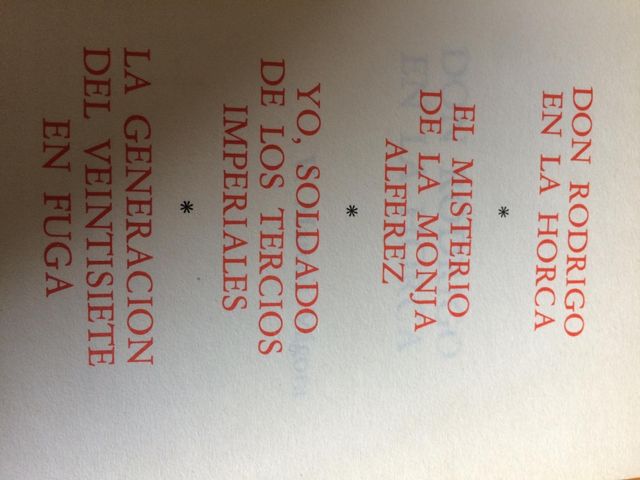 DON RODRIGO
EN LA HORCA
*
EL MISTERIO
DE LA MONJA
ALFEREZ
*
YO, SOLDADO
DE LOS TERCIOS
IMPERIALES
*
LA GENERACION
DEL VEINTISIETE
EN FUGA